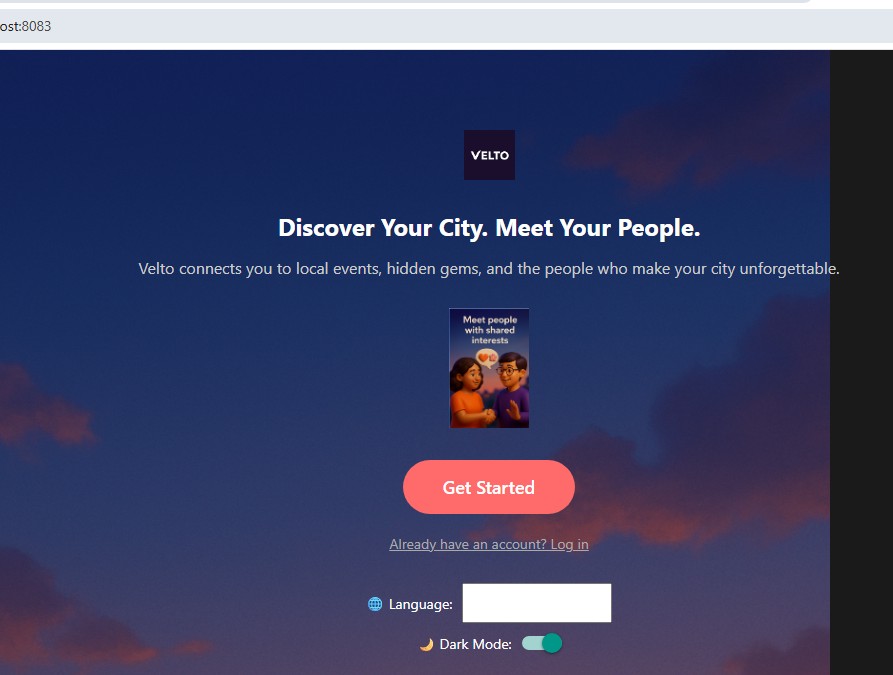 ost:8083
VELTO
Discover Your City. Meet Your People.
Velto connects you to local events, hidden gems, and the people who make your city unforgettable.
Meet people
with shared
interests
Get Started
Already have an account? Log in
🌐 Language:
🌙 Dark Mode: